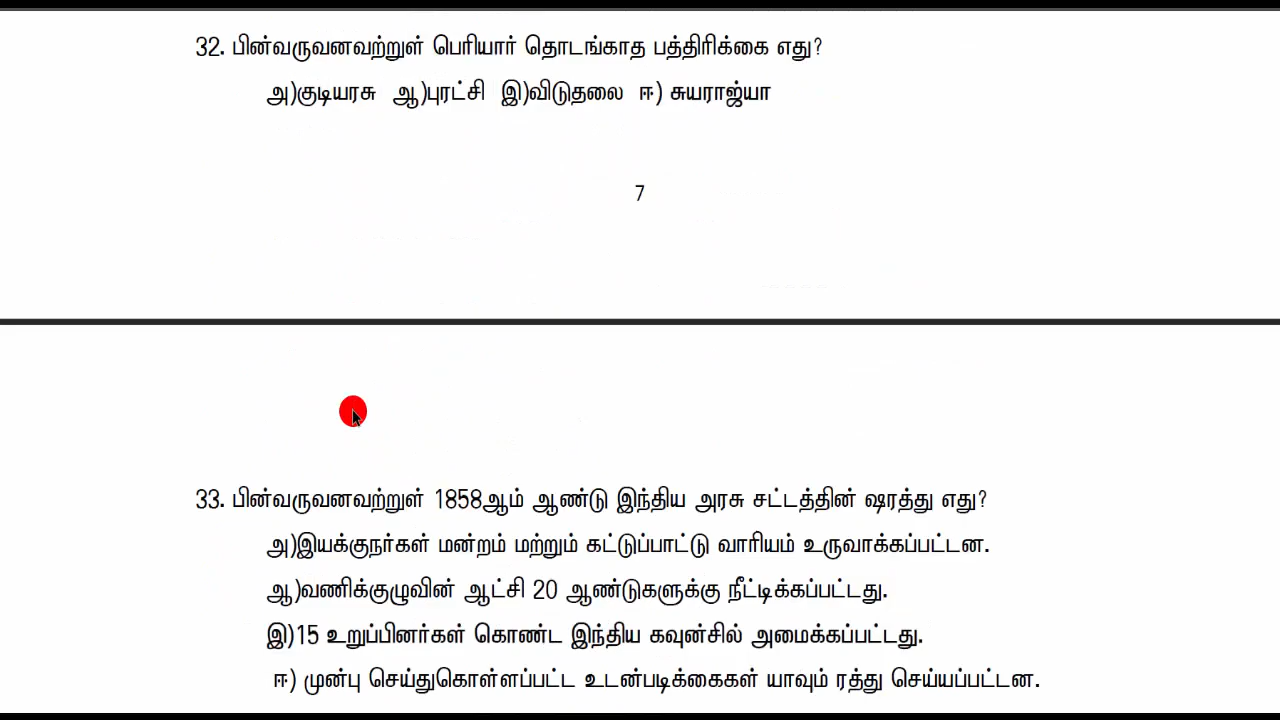 32. பின்வருவனவற்றுள் பெரியார் தொடங்காத பத்திரிக்கை எது?
அ)குடியரசு ஆ)புரட்சி இ)விடுதலை ஈ) சுயராஜ்யா
7
33. பின்வருவனவற்றுள் 1858ஆம் ஆண்டு இந்திய அரசு சட்டத்தின் ஷரத்து எது?
அ)இயக்குநர்கள் மன்றம் மற்றும் கட்டுப்பாட்டு வாரியம் உருவாக்கப்பட்டன.
ஆ)வணிக்குழுவின் ஆட்சி 20 ஆண்டுகளுக்கு நீட்டிக்கப்பட்டது.
இ)15 உறுப்பினர்கள் கொண்ட இந்திய கவுன்சில் அமைக்கப்பட்டது.
ஈ) முன்பு செய்துகொள்ளப்பட்ட உடன்படிக்கைகள் யாவும் ரத்து செய்யப்பட்டன.